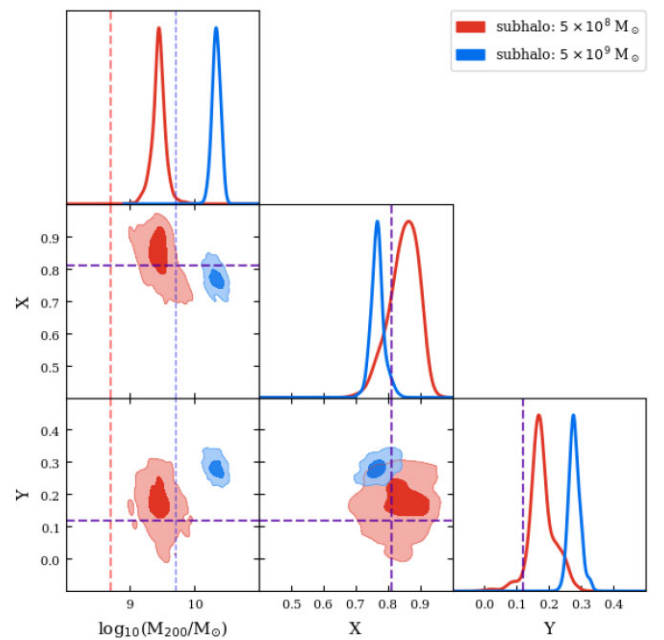 subhalo: 5 × 10⁸ M⊙
subhalo: 5 × 10⁹ M⊙
X
0.9
0.8
0.7
0.6
0.5
Y
0.4
0.3
0.2
0.1
0.0
9 10
0.5 0.6 0.7 0.8 0.9
0.0 0.1 0.2 0.3 0.4
log₁₀(M₂₀₀/M⊙)
X
Y